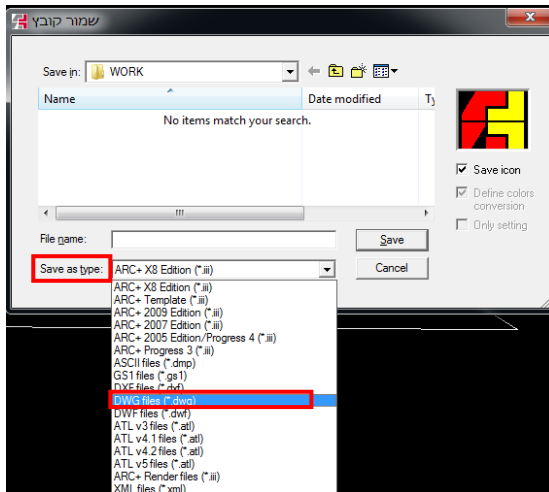 שמור קובץ
Save in: WORK
Name Date modified Ty
No items match your search.
Save icon
Define colors
conversion
Only setting
File name: Save
Save as type: ARC+ X8 Edition (*.iii) Cancel
ARC+ X8 Edition (*.iii)
ARC+ Template (*.iii)
ARC+ 2009 Edition (*.iii)
ARC+ 2007 Edition (*.iii)
ARC+ 2005 Edition/Progress 4 (*.iii)
ARC+ Progress 3 (*.iii)
ASCII files (*.dmp)
GS1 files (*.gs1)
DXF files (*.dxf)
DWG files (*.dwg)
DWF files (*.dwf)
ATL v3 files (*.atl)
ATL v4.1 files (*.atl)
ATL v4.2 files (*.atl)
ATL v5 files (*.atl)
ARC+ Render files (*.iii)
XML files (*.xml)